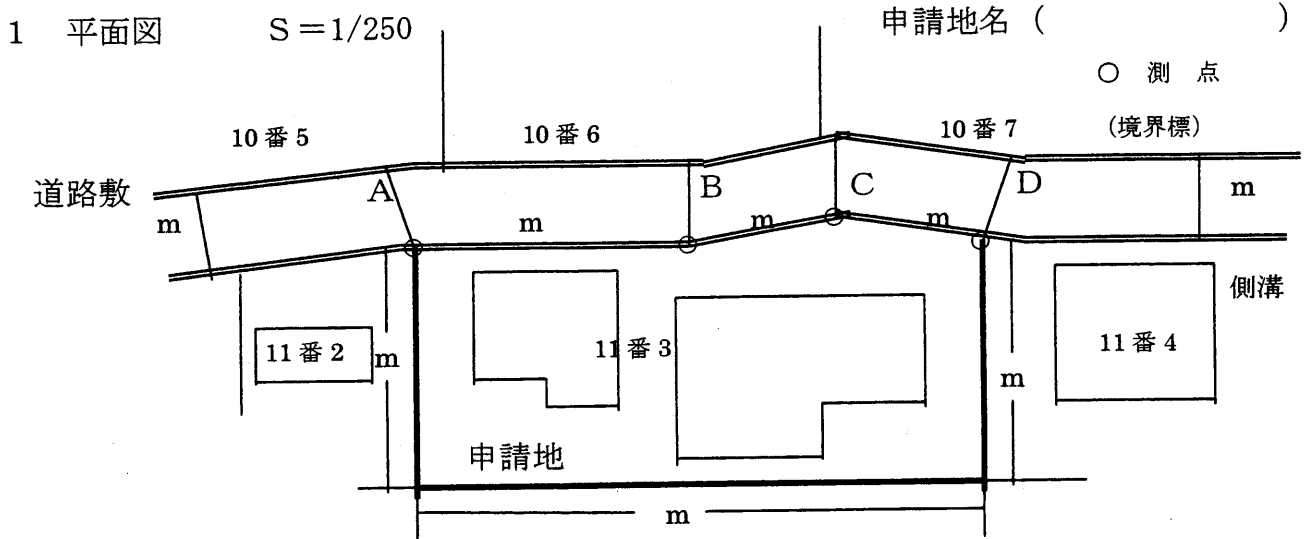 1 平面図 S=1/250 申請地名( )
○ 測 点
(境界標)
10番5 10番6 10番7
道路敷 A B C D
m m m m m
側溝
11番2 m 11番3 m 11番4
申請地
m